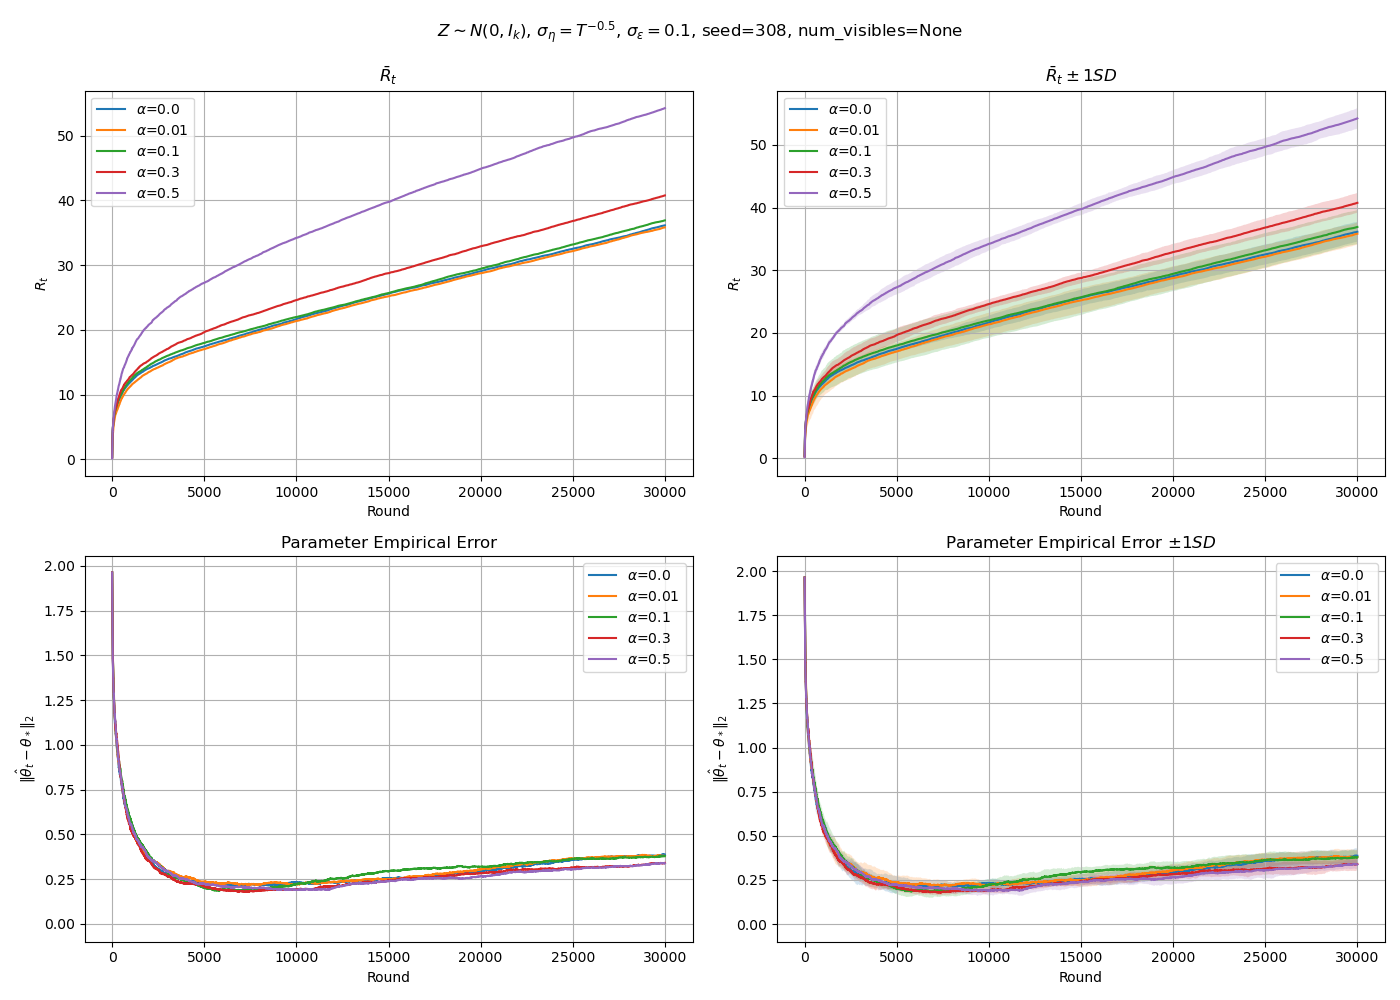 Z ∼ N(0, I_k), σ_η = T^{−0.5}, σ_ε = 0.1, seed=308, num_visibles=None
R̄_t
R_t
50
40
30
20
10
0
α=0.0
α=0.01
α=0.1
α=0.3
α=0.5
0 5000 10000 15000 20000 25000 30000
Round
R̄_t ± 1SD
R_t
50
40
30
20
10
0
α=0.0
α=0.01
α=0.1
α=0.3
α=0.5
0 5000 10000 15000 20000 25000 30000
Round
Parameter Empirical Error
‖θ̂_t − θ_*‖_2
2.00
1.75
1.50
1.25
1.00
0.75
0.50
0.25
0.00
α=0.0
α=0.01
α=0.1
α=0.3
α=0.5
0 5000 10000 15000 20000 25000 30000
Round
Parameter Empirical Error ±1SD
‖θ̂_t − θ_*‖_2
2.00
1.75
1.50
1.25
1.00
0.75
0.50
0.25
0.00
α=0.0
α=0.01
α=0.1
α=0.3
α=0.5
0 5000 10000 15000 20000 25000 30000
Round